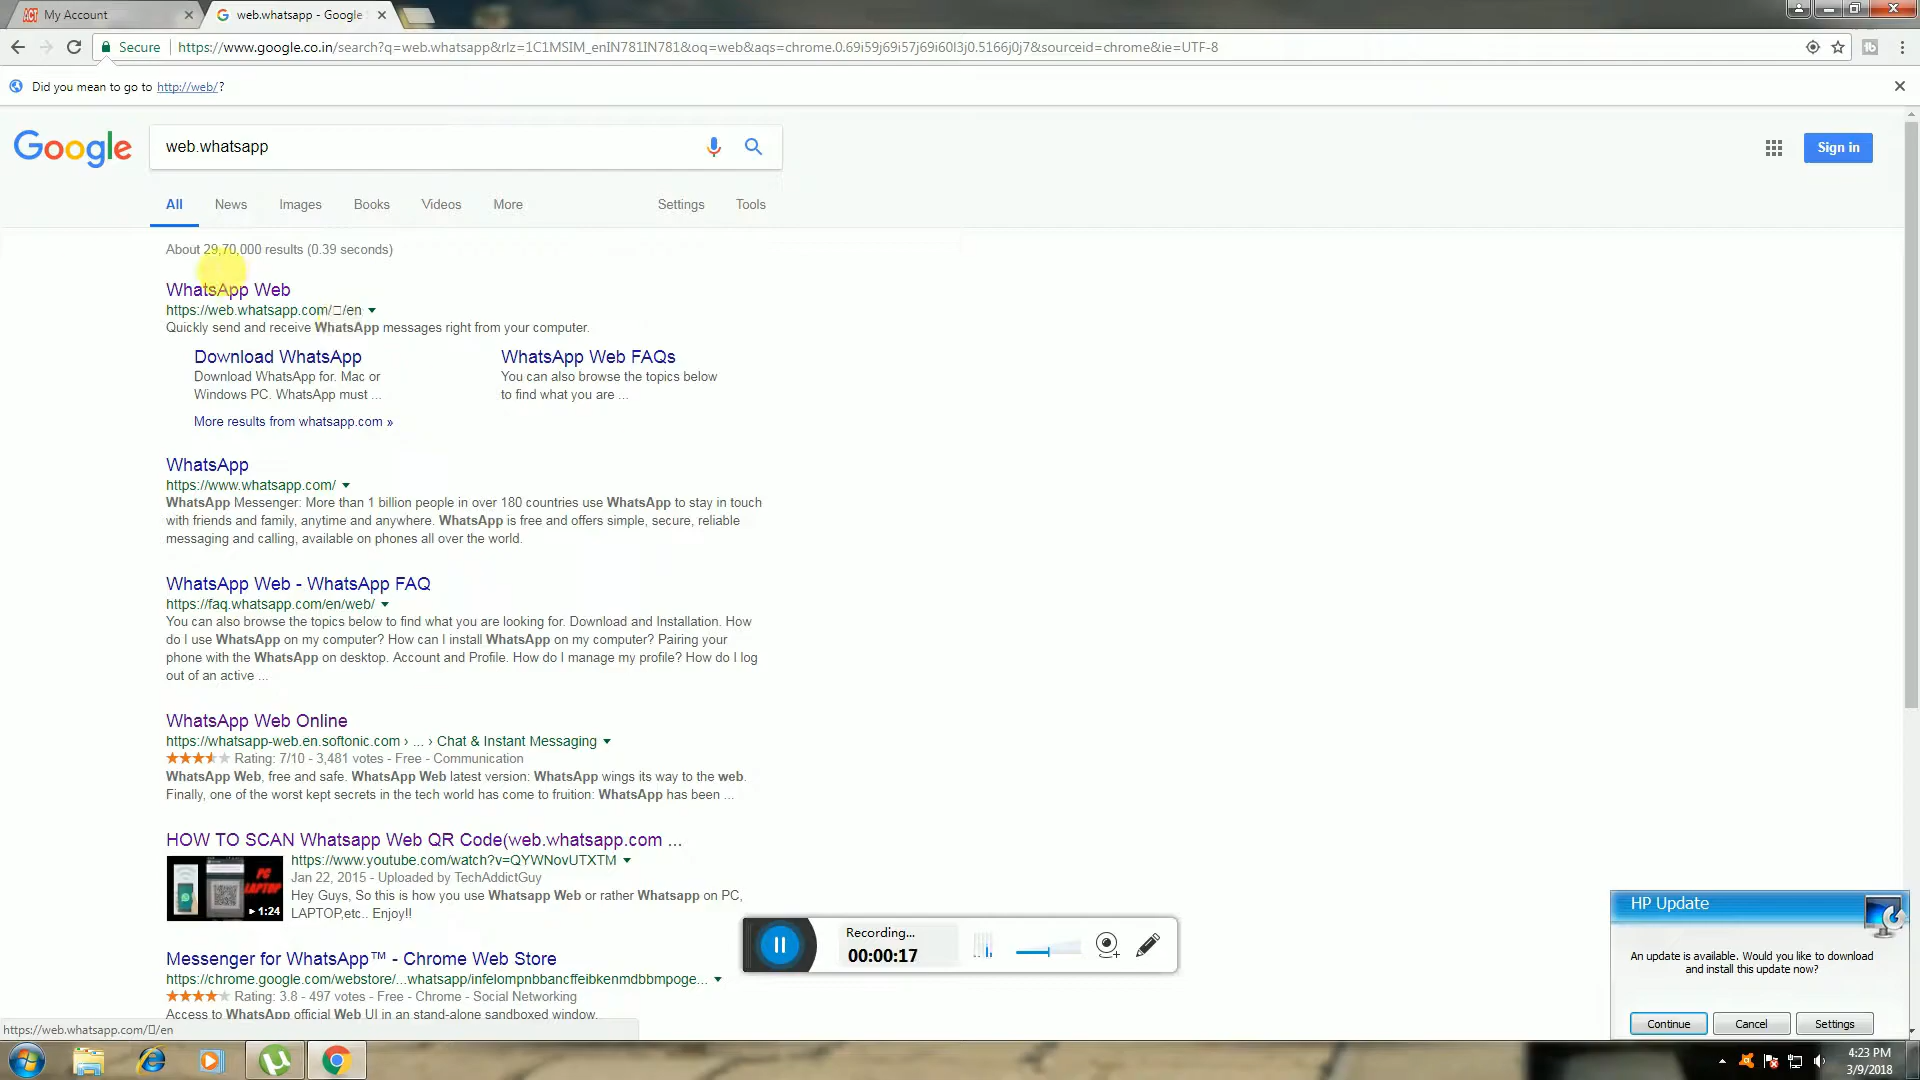 My Account
web.whatsapp - Google
Secure
https://www.google.co.in/search?q=web.whatsapp&rlz=1C1MSIM_enIN781IN781&oq=web&aqs=chrome.0.69i59j69i57j69i60l3j0.5166j0j7&sourceid=chrome&ie=UTF-8
Did you mean to go to http://web/?
Google
web.whatsapp
Sign in
All News Images Books Videos More Settings Tools
About 29,70,000 results (0.39 seconds)
WhatsApp Web
https://web.whatsapp.com/▯/en
Quickly send and receive WhatsApp messages right from your computer.
Download WhatsApp
Download WhatsApp for. Mac or
Windows PC. WhatsApp must ...
WhatsApp Web FAQs
You can also browse the topics below
to find what you are ...
More results from whatsapp.com »
WhatsApp
https://www.whatsapp.com/
WhatsApp Messenger: More than 1 billion people in over 180 countries use WhatsApp to stay in touch
with friends and family, anytime and anywhere. WhatsApp is free and offers simple, secure, reliable
messaging and calling, available on phones all over the world.
WhatsApp Web - WhatsApp FAQ
https://faq.whatsapp.com/en/web/
You can also browse the topics below to find what you are looking for. Download and Installation. How
do I use WhatsApp on my computer? How can I install WhatsApp on my computer? Pairing your
phone with the WhatsApp on desktop. Account and Profile. How do I manage my profile? How do I log
out of an active ...
WhatsApp Web Online
https://whatsapp-web.en.softonic.com › ... › Chat & Instant Messaging
Rating: 7/10 - 3,481 votes - Free - Communication
WhatsApp Web, free and safe. WhatsApp Web latest version: WhatsApp wings its way to the web.
Finally, one of the worst kept secrets in the tech world has come to fruition: WhatsApp has been ...
HOW TO SCAN Whatsapp Web QR Code(web.whatsapp.com ...
https://www.youtube.com/watch?v=QYWNovUTXTM
Jan 22, 2015 - Uploaded by TechAddictGuy
Hey Guys, So this is how you use Whatsapp Web or rather Whatsapp on PC,
LAPTOP,etc.. Enjoy!!
PC
LAPTOP
1:24
Messenger for WhatsApp™ - Chrome Web Store
https://chrome.google.com/webstore/...whatsapp/infelompnbbancffeibkenmdbbmpoge...
Rating: 3.8 - 497 votes - Free - Chrome - Social Networking
Access to WhatsApp official Web UI in an stand-alone sandboxed window.
https://web.whatsapp.com/▯/en
Recording...
00:00:17
HP Update
An update is available. Would you like to download
and install this update now?
Continue Cancel Settings
4:23 PM
3/9/2018